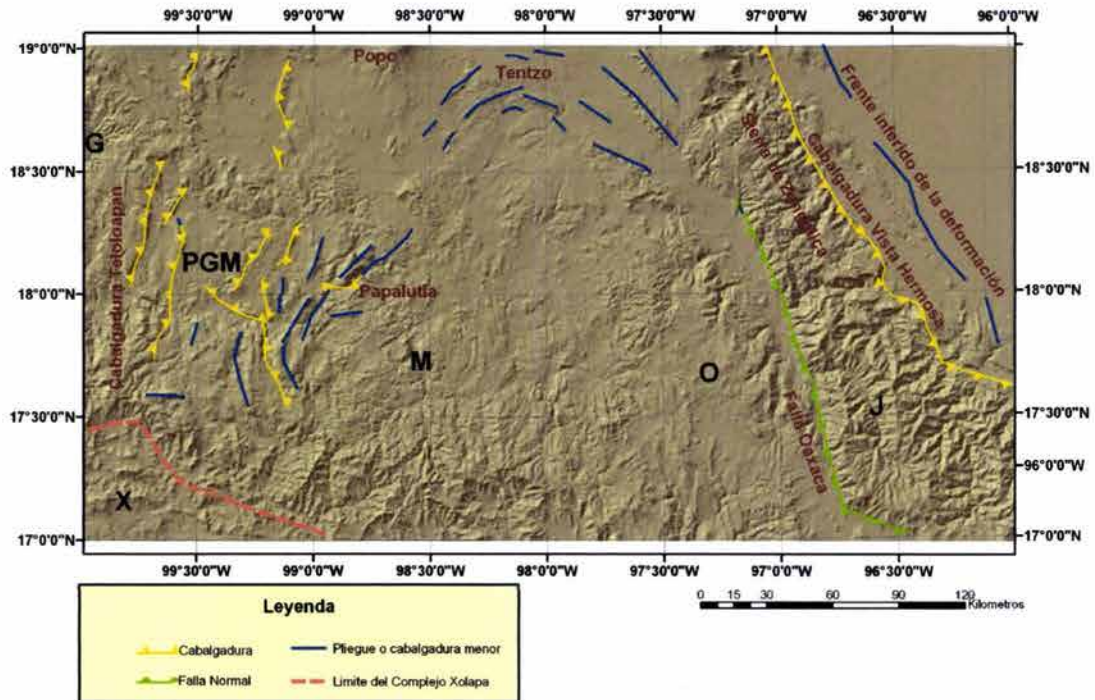 99°30'0"W 99°0'0"W 98°30'0"W 98°0'0"W 97°30'0"W 97°0'0"W 96°30'0"W 96°0'0"W
19°0'0"N
Popo
Tentzo
Frente inferido de la deformación
Cabalgadura Vista Hermosa
Sierra de Zongolica
G
18°30'0"N 18°30'0"N
Cabalgadura Teloloapan
PGM
Papalutla
18°0'0"N 18°0'0"N
M
O
J
Falla Oaxaca
17°30'0"N 17°30'0"N
96°0'0"W
X
17°0'0"N 17°0'0"N
99°30'0"W 99°0'0"W 98°30'0"W 98°0'0"W 97°30'0"W 97°0'0"W 96°30'0"W
Leyenda
Cabalgadura
Pliegue o cabalgadura menor
Falla Normal
Limite del Complejo Xolapa
0 15 30 60 90 120
Kilometros